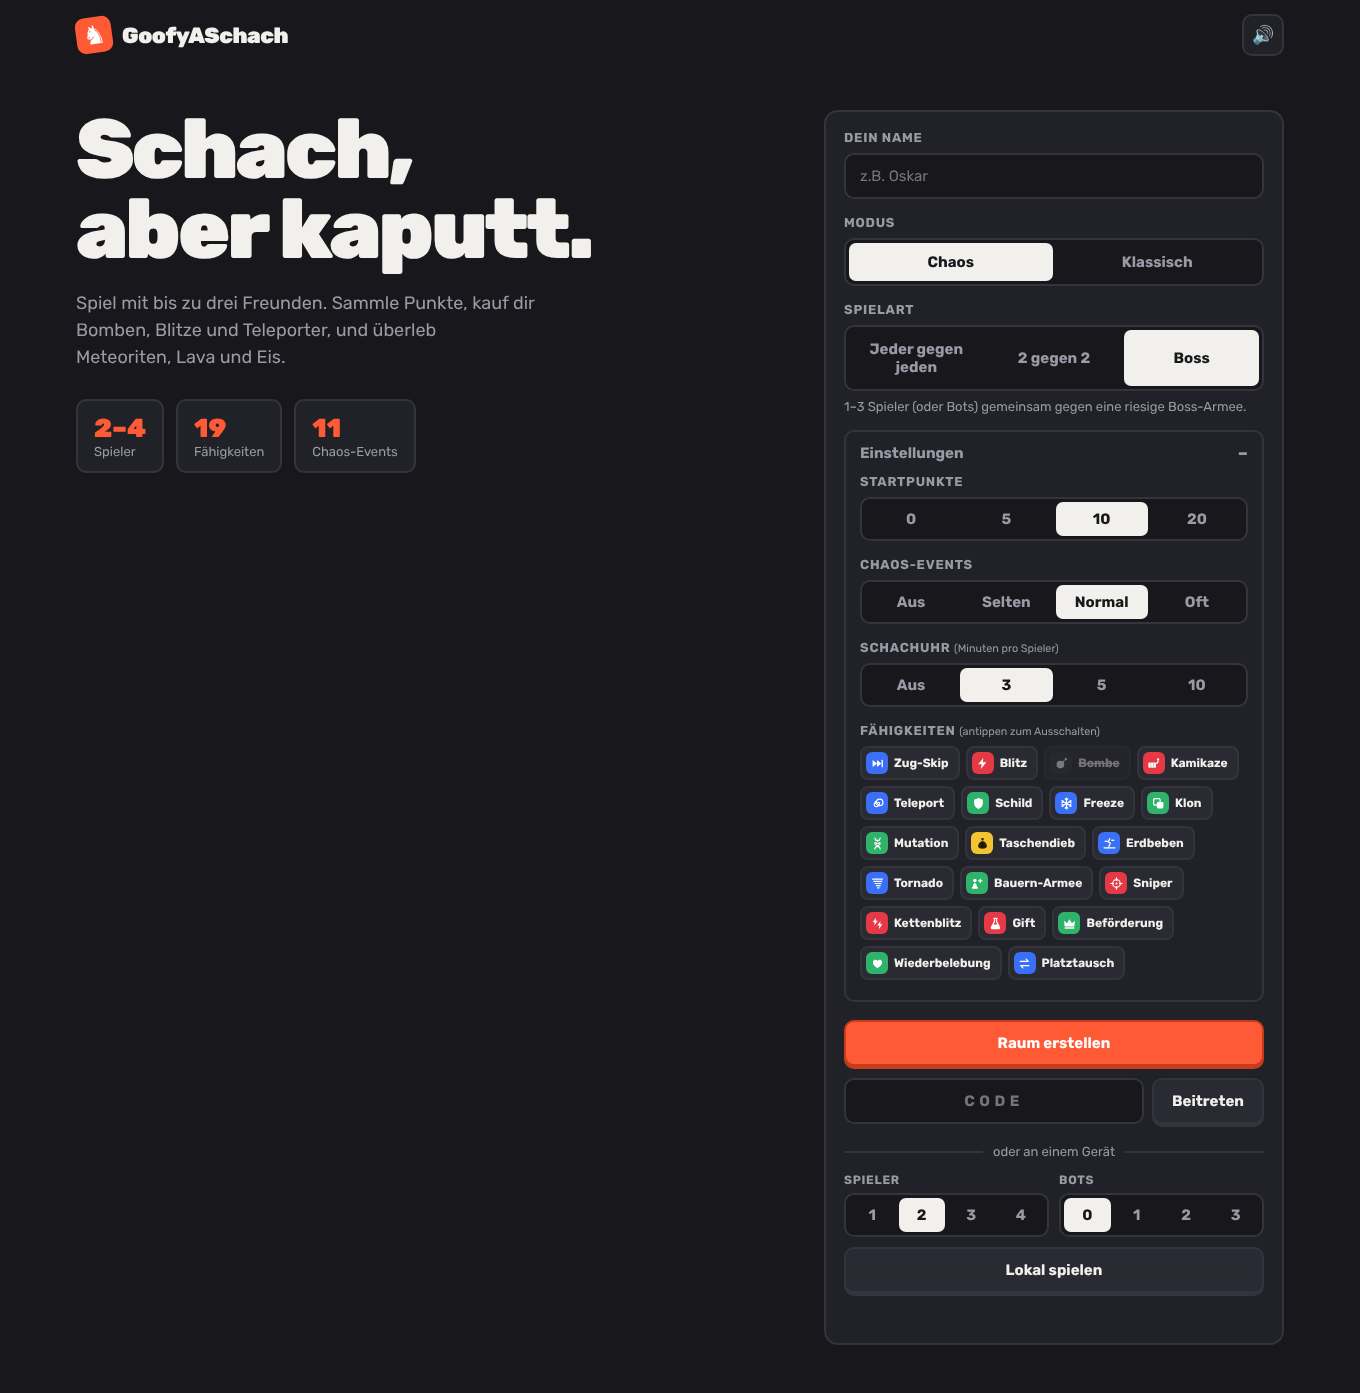 GoofyASchach
Schach,
aber kaputt.
Spiel mit bis zu drei Freunden. Sammle Punkte, kauf dir
Bomben, Blitze und Teleporter, und überleb
Meteoriten, Lava und Eis.
2–4
Spieler
19
Fähigkeiten
11
Chaos-Events
DEIN NAME
z.B. Oskar
MODUS
Chaos Klassisch
SPIELART
Jeder gegen
jeden
2 gegen 2
Boss
1–3 Spieler (oder Bots) gemeinsam gegen eine riesige Boss-Armee.
Einstellungen –
STARTPUNKTE
0 5 10 20
CHAOS-EVENTS
Aus Selten Normal Oft
SCHACHUHR (Minuten pro Spieler)
Aus 3 5 10
FÄHIGKEITEN (antippen zum Ausschalten)
Zug-Skip Blitz Bombe Kamikaze
Teleport Schild Freeze Klon
Mutation Taschendieb Erdbeben
Tornado Bauern-Armee Sniper
Kettenblitz Gift Beförderung
Wiederbelebung Platztausch
Raum erstellen
CODE Beitreten
oder an einem Gerät
SPIELER BOTS
1 2 3 4 0 1 2 3
Lokal spielen